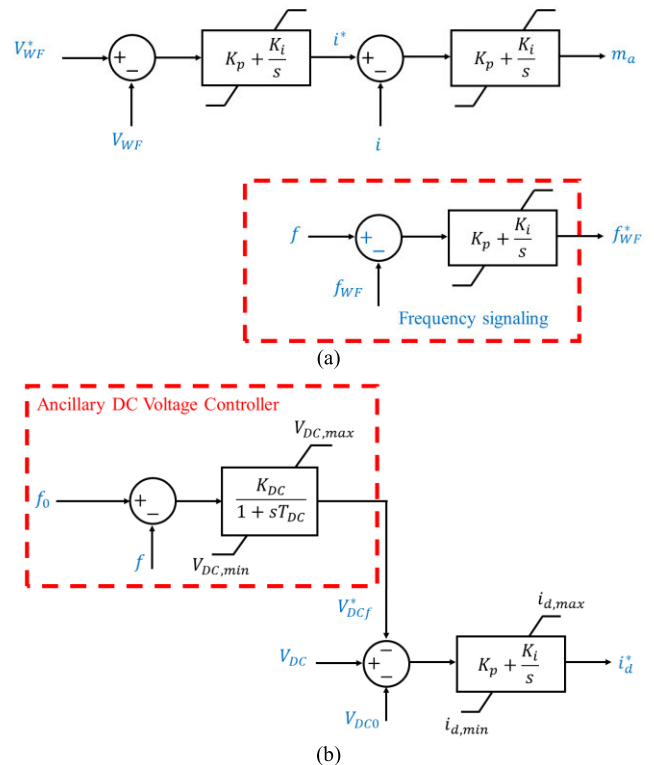 V*WF + − Kp + Ki/s i* + − Kp + Ki/s ma
VWF i
f + − Kp + Ki/s f*WF
fWF
Frequency signaling
(a)
Ancillary DC Voltage Controller
VDC,max
f0 + − KDC/(1 + sTDC)
f VDC,min
V*DCf
id,max
VDC + − − Kp + Ki/s i*d
VDC0 id,min
(b)